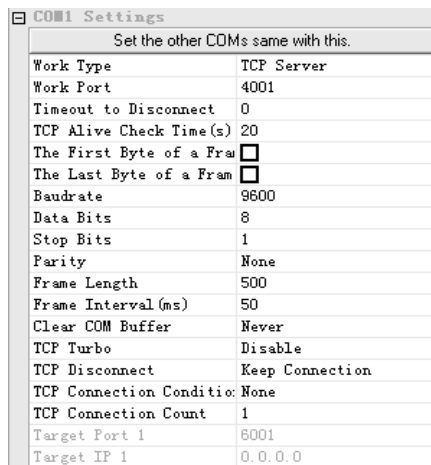 COM1 Settings
Set the other COMs same with this.
Work Type TCP Server
Work Port 4001
Timeout to Disconnect 0
TCP Alive Check Time(s) 20
The First Byte of a Fra
The Last Byte of a Fram
Baudrate 9600
Data Bits 8
Stop Bits 1
Parity None
Frame Length 500
Frame Interval(ms) 50
Clear COM Buffer Never
TCP Turbo Disable
TCP Disconnect Keep Connection
TCP Connection Conditio: None
TCP Connection Count 1
Target Port 1 6001
Target IP 1 0.0.0.0